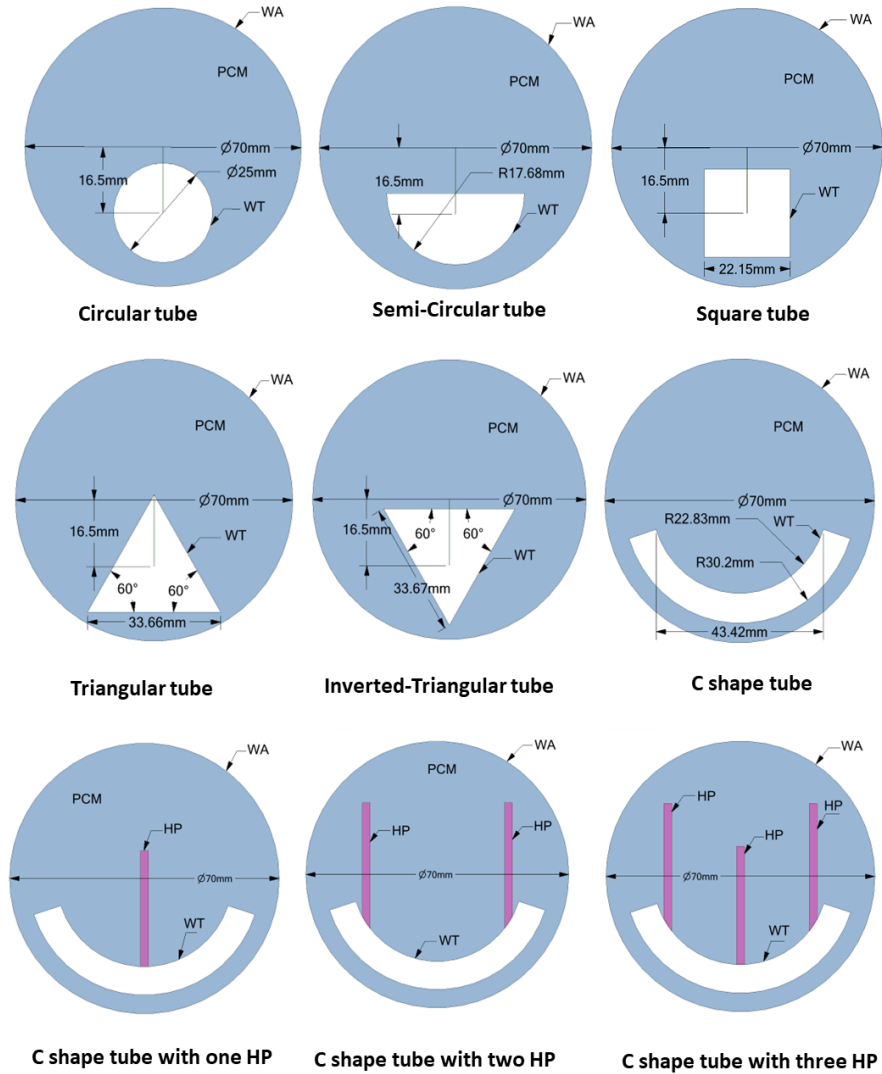 WA
PCM
Ø70mm
Ø25mm
16.5mm
WT
Circular tube
WA
PCM
Ø70mm
R17.68mm
16.5mm
WT
Semi-Circular tube
WA
PCM
Ø70mm
16.5mm
WT
22.15mm
Square tube
WA
PCM
Ø70mm
16.5mm
WT
60° 60°
33.66mm
Triangular tube
WA
PCM
Ø70mm
16.5mm
60° 60°
WT
33.67mm
Inverted-Triangular tube
WA
PCM
Ø70mm
R22.83mm
WT
R30.2mm
43.42mm
C shape tube
WA
PCM
HP
Ø70mm
WT
C shape tube with one HP
WA
PCM
HP
HP
Ø70mm
WT
C shape tube with two HP
WA
HP
HP
HP
Ø70mm
WT
C shape tube with three HP